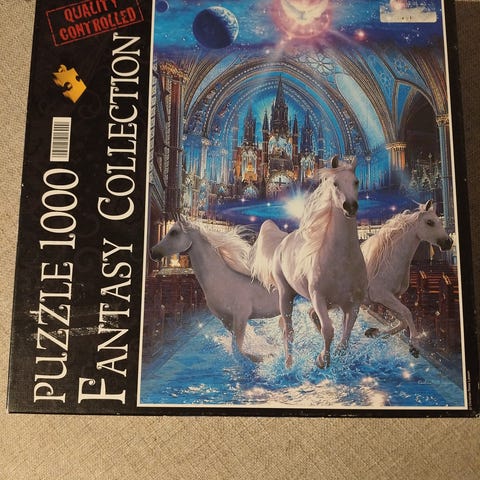 QUALITY
CONTROLLED
PUZZLE 1000
FANTASY COLLECTION